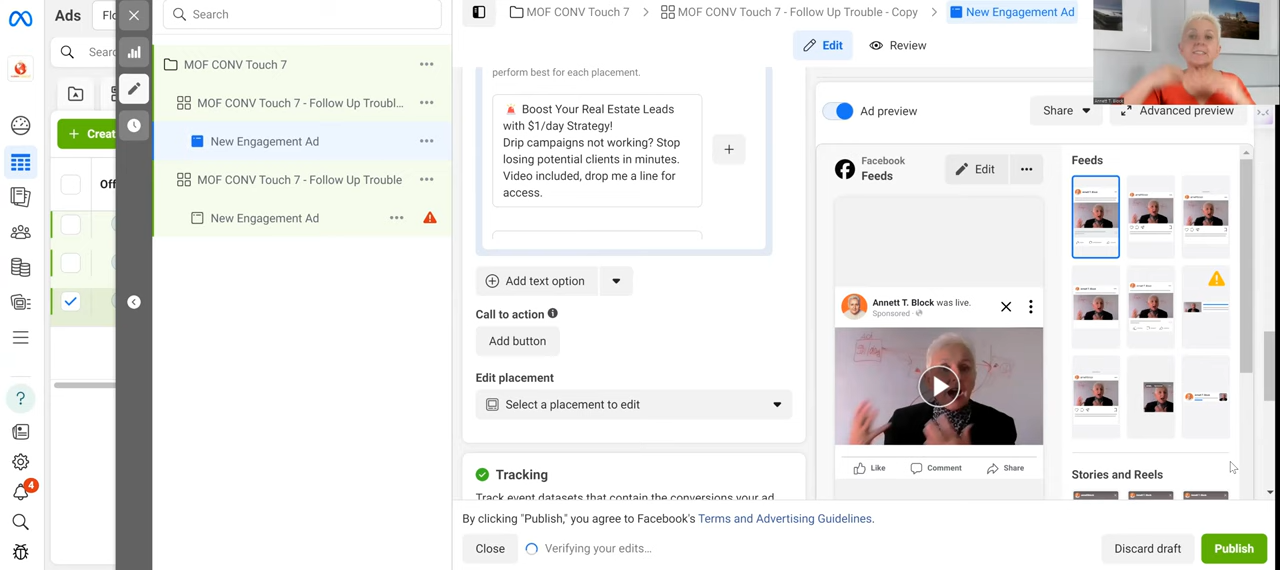 Ads
Flo
Search
Sear
+ Creat
Off
MOF CONV Touch 7
MOF CONV Touch 7 - Follow Up Troubl...
New Engagement Ad
MOF CONV Touch 7 - Follow Up Trouble
New Engagement Ad
4
MOF CONV Touch 7 > MOF CONV Touch 7 - Follow Up Trouble - Copy > New Engagement Ad
Edit
Review
perform best for each placement.
🚨 Boost Your Real Estate Leads
with $1/day Strategy!
Drip campaigns not working? Stop
losing potential clients in minutes.
Video included, drop me a line for
access.
Add text option
Call to action
Add button
Edit placement
Select a placement to edit
Tracking
Track event datasets that contain the conversions your ad
Annett T. Block
Ad preview
Share
Advanced preview
Facebook
Feeds
Edit
Annett T. Block was live.
Sponsored
Like
Comment
Share
Feeds
Stories and Reels
By clicking "Publish," you agree to Facebook's Terms and Advertising Guidelines.
Close
Verifying your edits...
Discard draft
Publish